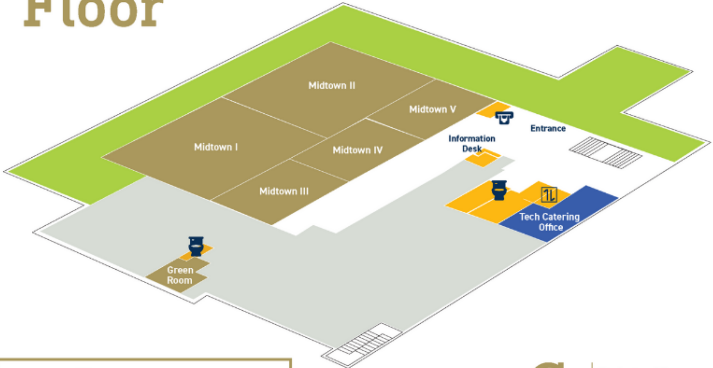 Floor
Midtown II
Midtown V
Midtown I
Midtown IV
Midtown III
Information
Desk
Entrance
Tech Catering
Office
Green
Room